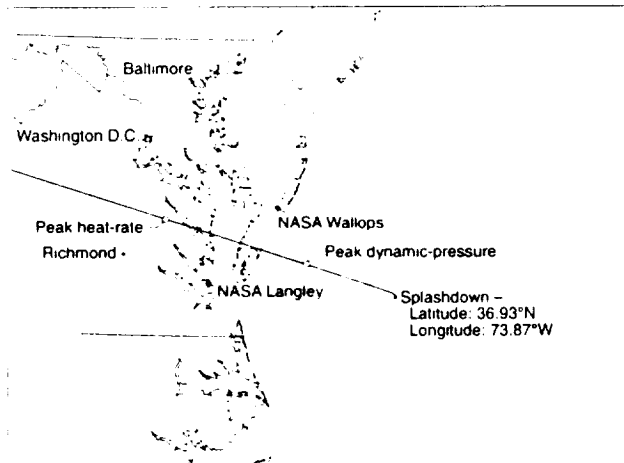 Baltimore
Washington D.C.
NASA Wallops
Peak heat-rate
Richmond
Peak dynamic-pressure
NASA Langley
Splashdown –
Latitude: 36.93°N
Longitude: 73.87°W